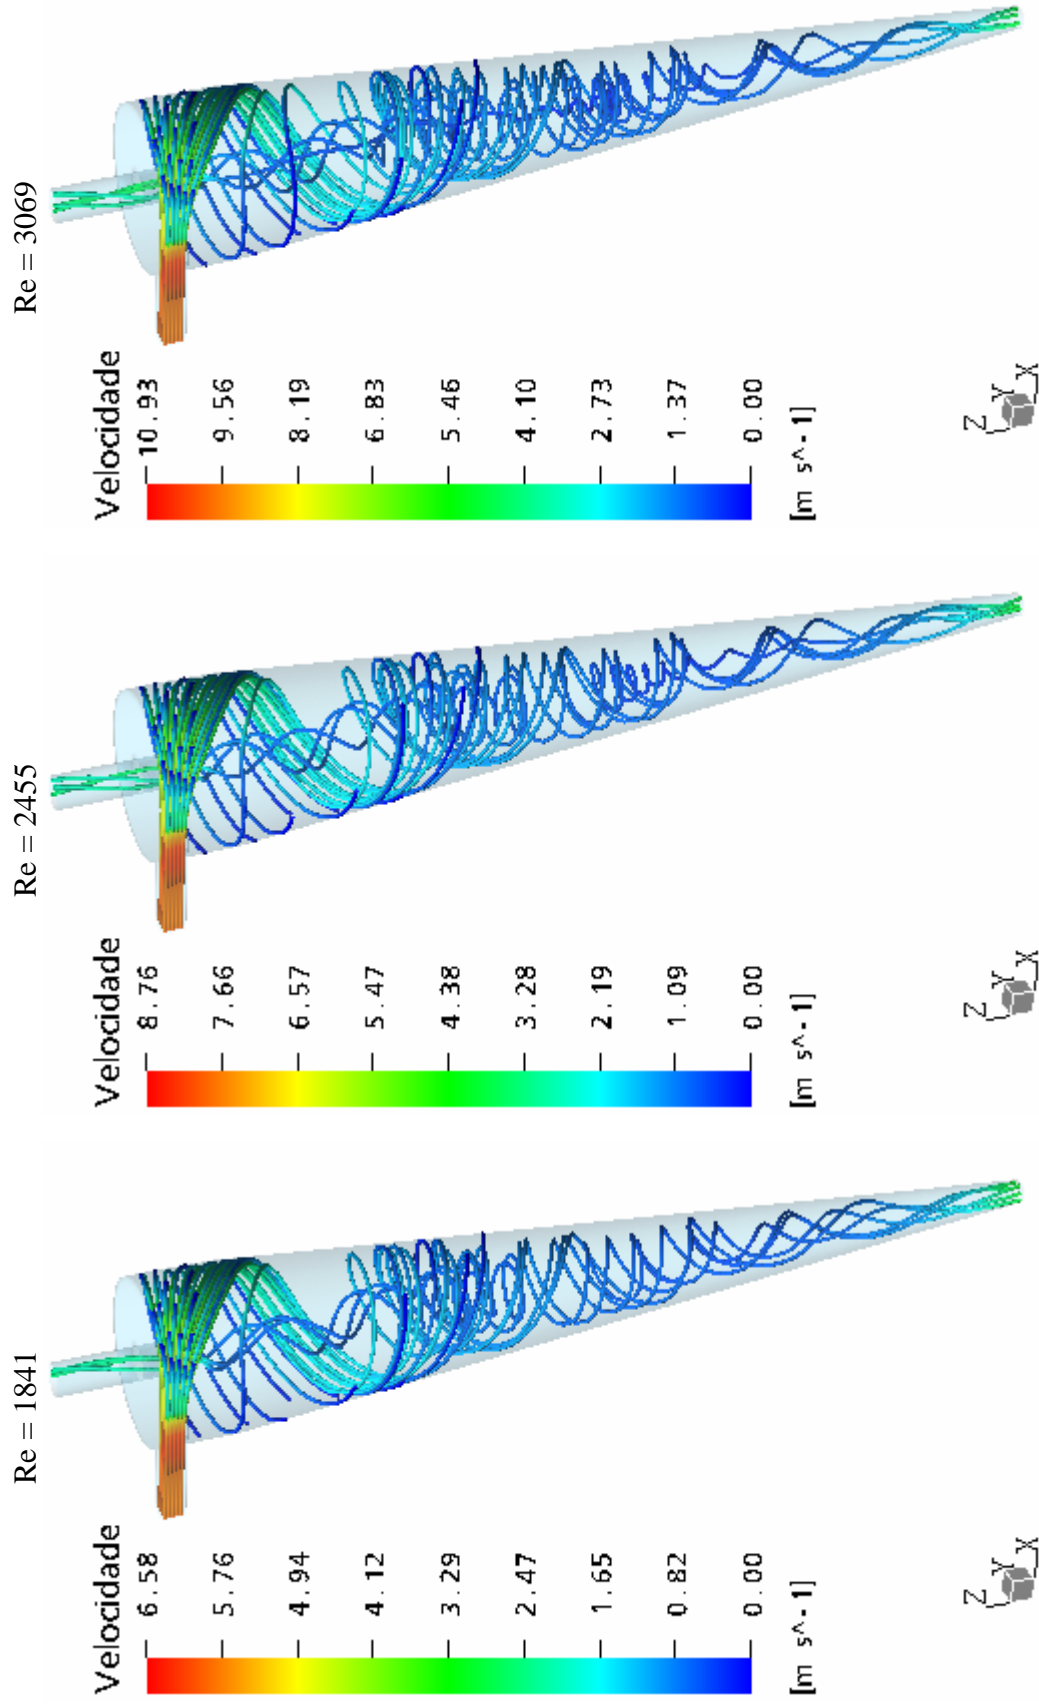 Re = 3069
Velocidade
10.93
9.56
8.19
6.83
5.46
4.10
2.73
1.37
0.00
[m s^-1]
Z
Y
X
Re = 2455
Velocidade
8.76
7.66
6.57
5.47
4.38
3.28
2.19
1.09
0.00
[m s^-1]
Z
Y
X
Re = 1841
Velocidade
6.58
5.76
4.94
4.12
3.29
2.47
1.65
0.82
0.00
[m s^-1]
Z
Y
X